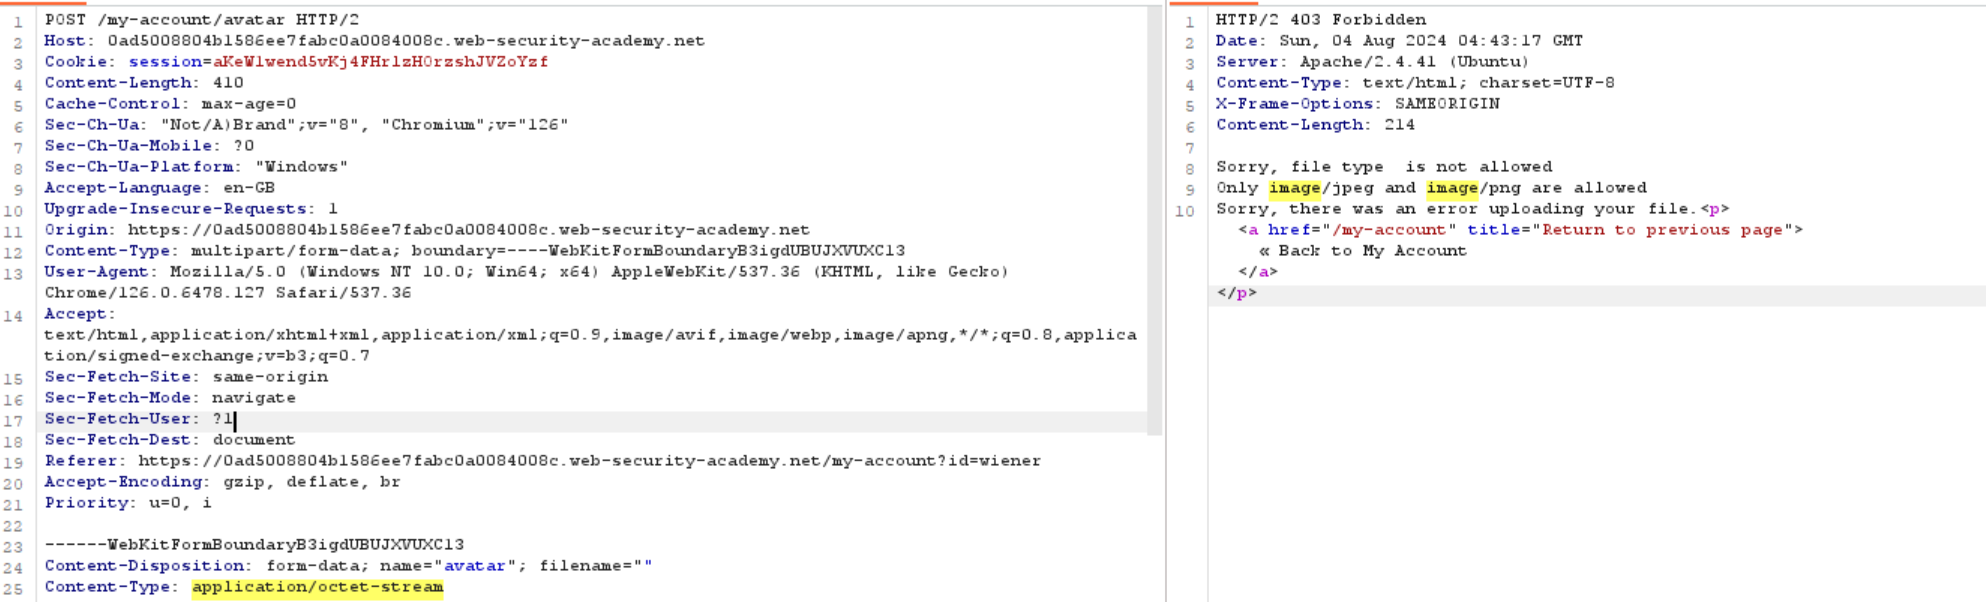 1 POST /my-account/avatar HTTP/2
2 Host: 0ad5008804b1586ee7fabc0a0084008c.web-security-academy.net
3 Cookie: session=aKeWlwend5vKj4FHrlzH0rzshJVZoYzf
4 Content-Length: 410
5 Cache-Control: max-age=0
6 Sec-Ch-Ua: "Not/A)Brand";v="8", "Chromium";v="126"
7 Sec-Ch-Ua-Mobile: ?0
8 Sec-Ch-Ua-Platform: "Windows"
9 Accept-Language: en-GB
10 Upgrade-Insecure-Requests: 1
11 Origin: https://0ad5008804b1586ee7fabc0a0084008c.web-security-academy.net
12 Content-Type: multipart/form-data; boundary=----WebKitFormBoundaryB3igdUBUJXVUXCl3
13 User-Agent: Mozilla/5.0 (Windows NT 10.0; Win64; x64) AppleWebKit/537.36 (KHTML, like Gecko)
Chrome/126.0.6478.127 Safari/537.36
14 Accept:
text/html,application/xhtml+xml,application/xml;q=0.9,image/avif,image/webp,image/apng,*/*;q=0.8,applica
tion/signed-exchange;v=b3;q=0.7
15 Sec-Fetch-Site: same-origin
16 Sec-Fetch-Mode: navigate
17 Sec-Fetch-User: ?1
18 Sec-Fetch-Dest: document
19 Referer: https://0ad5008804b1586ee7fabc0a0084008c.web-security-academy.net/my-account?id=wiener
20 Accept-Encoding: gzip, deflate, br
21 Priority: u=0, i
22
23 ------WebKitFormBoundaryB3igdUBUJXVUXCl3
24 Content-Disposition: form-data; name="avatar"; filename=""
25 Content-Type: application/octet-stream
1 HTTP/2 403 Forbidden
2 Date: Sun, 04 Aug 2024 04:43:17 GMT
3 Server: Apache/2.4.41 (Ubuntu)
4 Content-Type: text/html; charset=UTF-8
5 X-Frame-Options: SAMEORIGIN
6 Content-Length: 214
7
8 Sorry, file type  is not allowed
9 Only image/jpeg and image/png are allowed
10 Sorry, there was an error uploading your file.<p>
<a href="/my-account" title="Return to previous page">
« Back to My Account
</a>
</p>